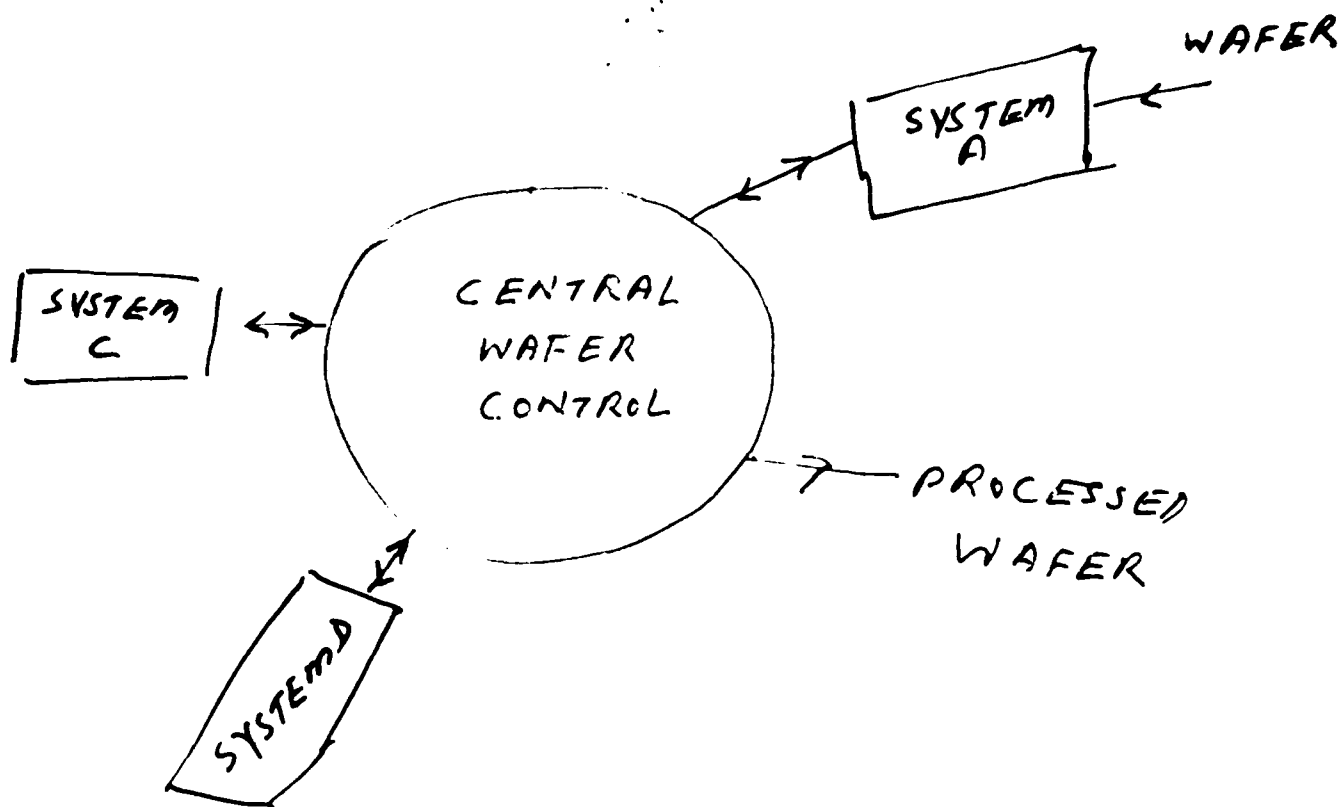 WAFER
SYSTEM
A
CENTRAL
WAFER
CONTROL
SYSTEM
C
PROCESSED
WAFER
SYSTEM D